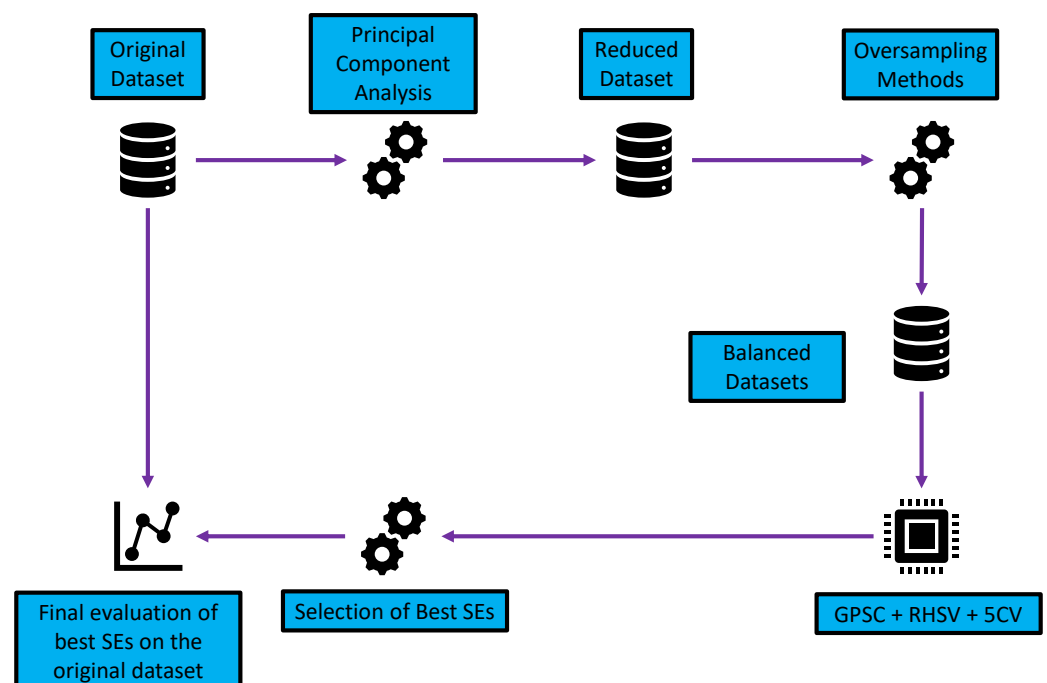 Original
Dataset
Principal
Component
Analysis
Reduced
Dataset
Oversampling
Methods
Balanced
Datasets
Final evaluation of
best SEs on the
original dataset
Selection of Best SEs
GPSC + RHSV + 5CV